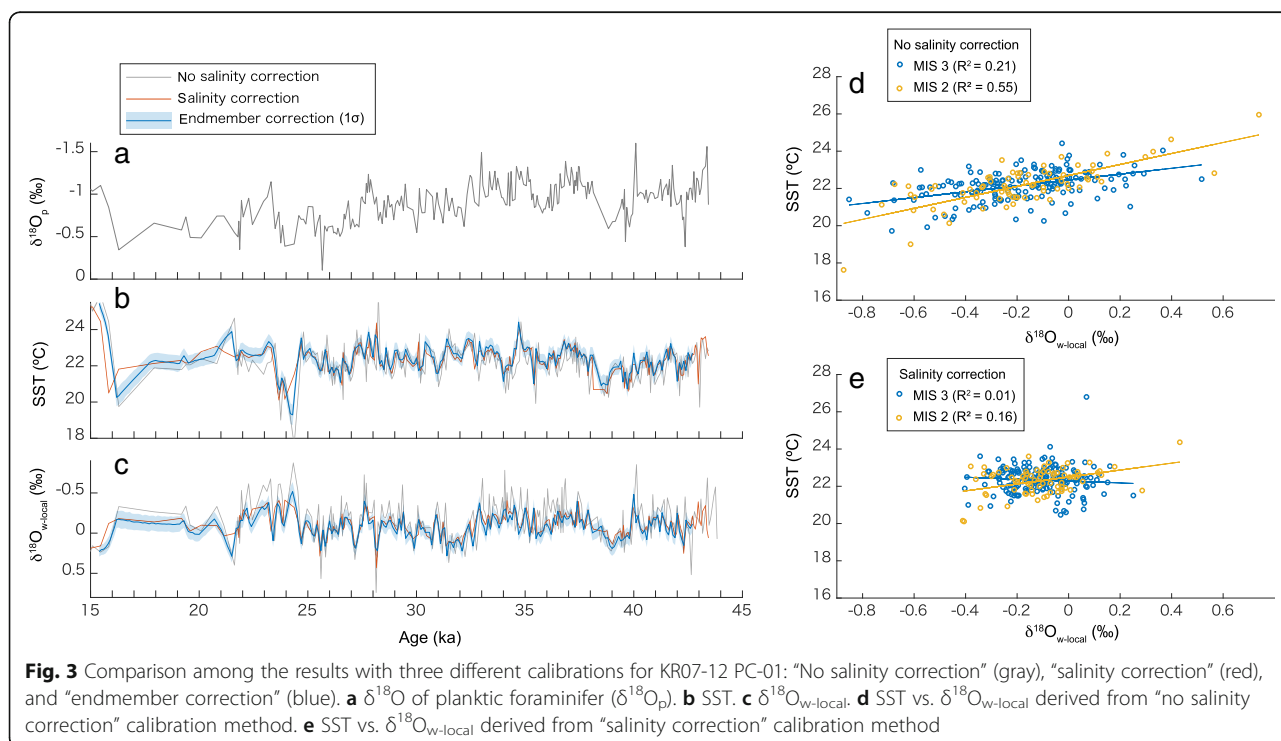 No salinity correction
Salinity correction
Endmember correction (1σ)
a
-1.5
-1
-0.5
0
δ18Op (‰)
b
24
22
20
18
SST (ºC)
c
-0.5
0
0.5
δ18Ow-local (‰)
15 20 25 30 35 40 45
Age (ka)
No salinity correction
MIS 3 (R² = 0.21)
MIS 2 (R² = 0.55)
d
28
26
24
22
20
18
16
SST (ºC)
-0.8 -0.6 -0.4 -0.2 0 0.2 0.4 0.6
δ18Ow-local (‰)
Salinity correction
MIS 3 (R² = 0.01)
MIS 2 (R² = 0.16)
e
28
26
24
22
20
18
16
SST (ºC)
-0.8 -0.6 -0.4 -0.2 0 0.2 0.4 0.6
δ18Ow-local (‰)
Fig. 3 Comparison among the results with three different calibrations for KR07-12 PC-01: “No salinity correction” (gray), “salinity correction” (red),
and “endmember correction” (blue). a δ18O of planktic foraminifer (δ18Op). b SST. c δ18Ow-local. d SST vs. δ18Ow-local derived from “no salinity
correction” calibration method. e SST vs. δ18Ow-local derived from “salinity correction” calibration method